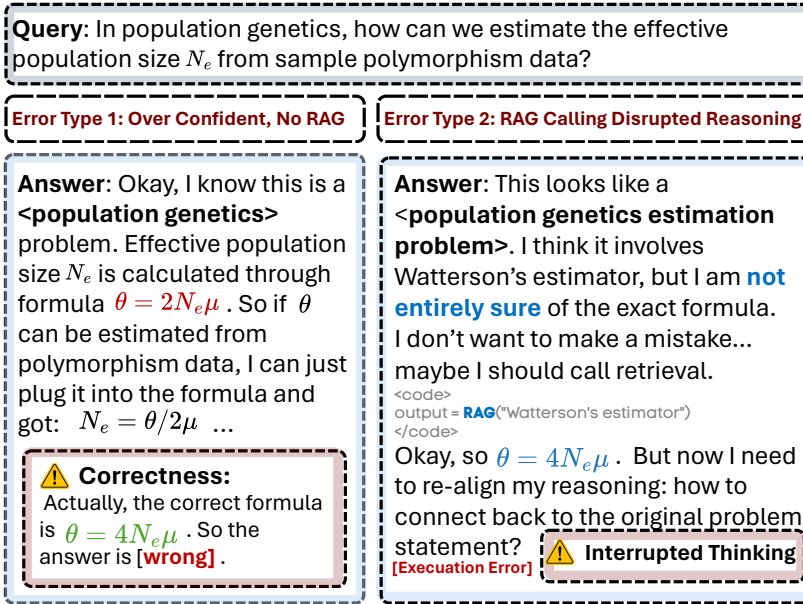 Query: In population genetics, how can we estimate the effective
population size N_e from sample polymorphism data?
Error Type 1: Over Confident, No RAG
Error Type 2: RAG Calling Disrupted Reasoning
Answer: Okay, I know this is a
<population genetics>
problem. Effective population
size N_e is calculated through
formula θ = 2N_eμ . So if θ
can be estimated from
polymorphism data, I can just
plug it into the formula and
got: N_e = θ/2μ ...
⚠ Correctness:
Actually, the correct formula
is θ = 4N_eμ . So the
answer is [wrong] .
Answer: This looks like a
<population genetics estimation
problem>. I think it involves
Watterson's estimator, but I am not
entirely sure of the exact formula.
I don't want to make a mistake...
maybe I should call retrieval.
<code>
output = RAG("Watterson's estimator")
</code>
Okay, so θ = 4N_eμ . But now I need
to re-align my reasoning: how to
connect back to the original problem
statement?
[Execuation Error]
⚠ Interrupted Thinking